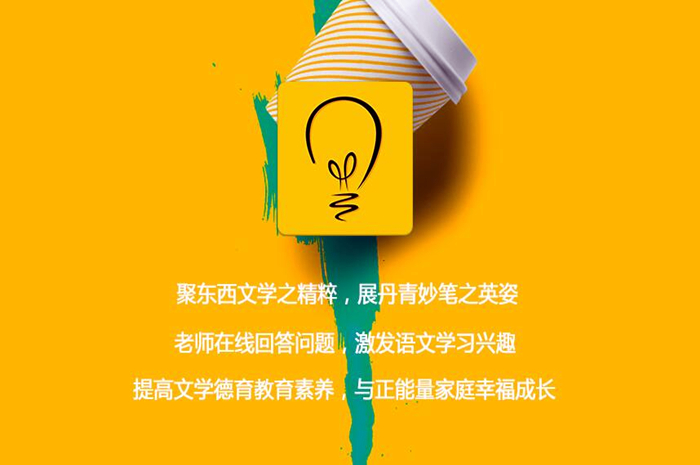 聚东西文学之精粹，展丹青妙笔之英姿
老师在线回答问题，激发语文学习兴趣
提高文学德育教育素养，与正能量家庭幸福成长